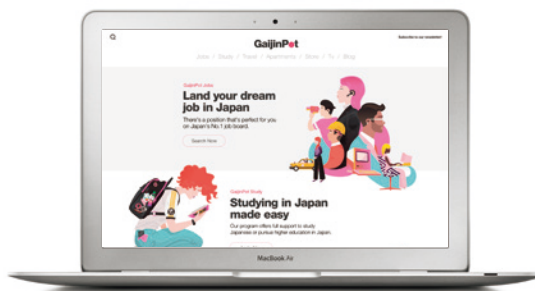 Subscribe to our newsletter
GaijinPot
Jobs / Study / Travel / Apartments / Store / Tv / Blog
GaijinPot Jobs
Land your dream
job in Japan
There's a position that's perfect for you
on Japan's No.1 job board.
Search Now
GaijinPot Study
Studying in Japan
made easy
Our program offers full support to study
Japanese or pursue higher education in Japan.
MacBook Air